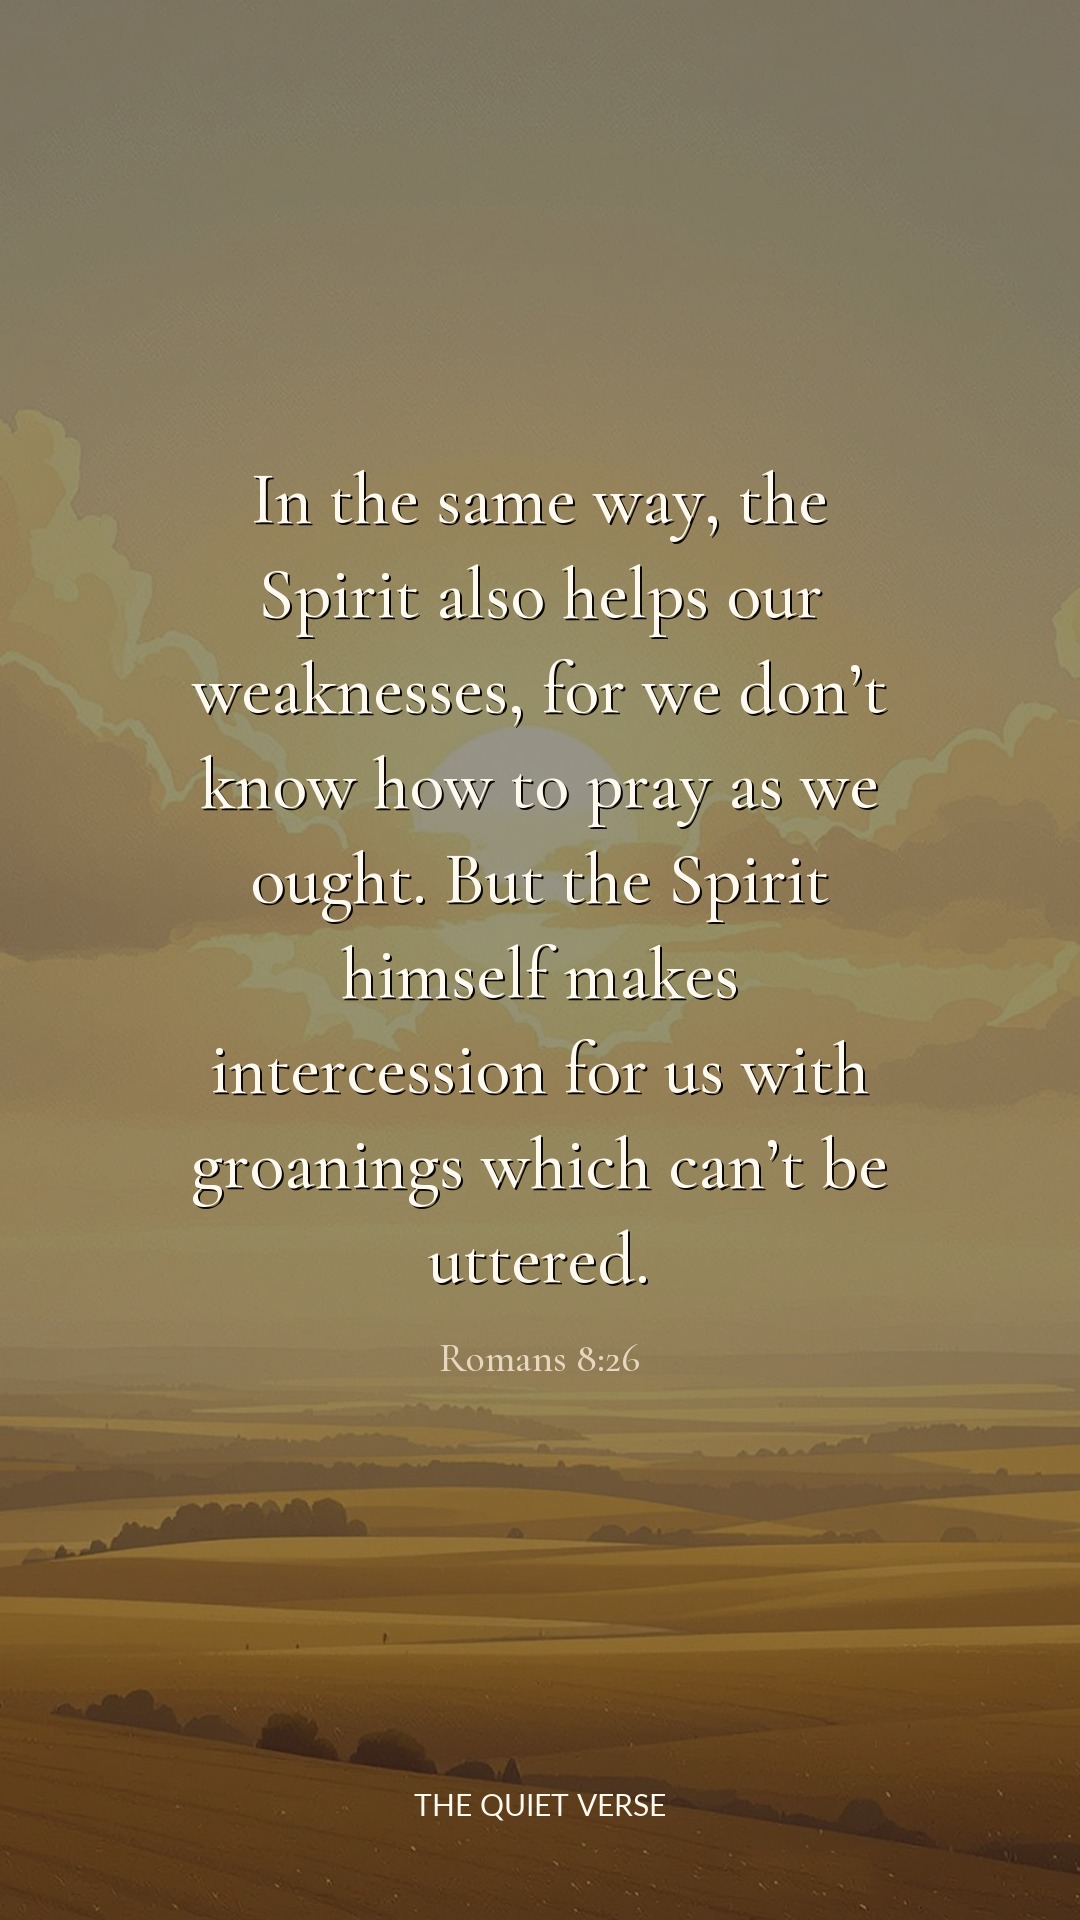 In the same way, the
Spirit also helps our
weaknesses, for we don’t
know how to pray as we
ought. But the Spirit
himself makes
intercession for us with
groanings which can’t be
uttered.
Romans 8:26
THE QUIET VERSE